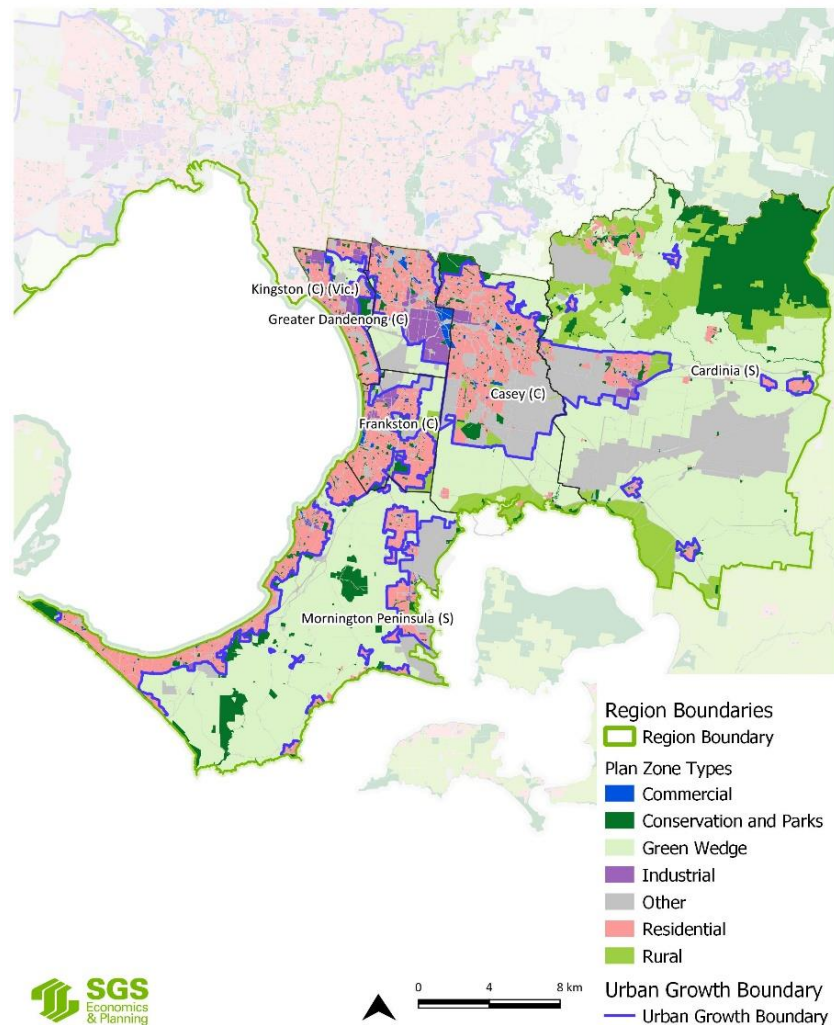 Kingston (C) (Vic.)
Greater Dandenong (C)
Cardinia (S)
Casey (C)
Frankston (C)
Mornington Peninsula (S)
Region Boundaries
Region Boundary
Plan Zone Types
Commercial
Conservation and Parks
Green Wedge
Industrial
Other
Residential
Rural
Urban Growth Boundary
Urban Growth Boundary
SGS
Economics
& Planning
0 4 8 km